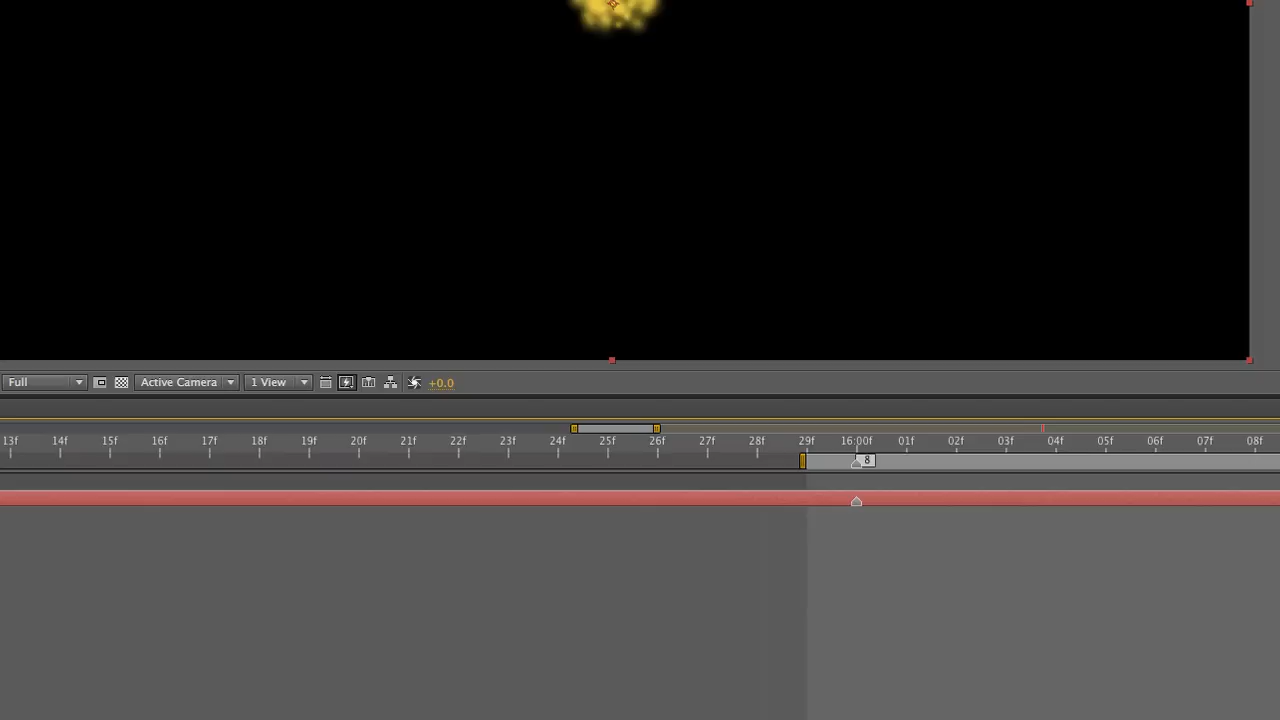 Full Active Camera 1 View +0.0
13f 14f 15f 16f 17f 18f 19f 20f 21f 22f 23f 24f 25f 26f 27f 28f 29f 16:00f 01f 02f 03f 04f 05f 06f 07f 08f
8